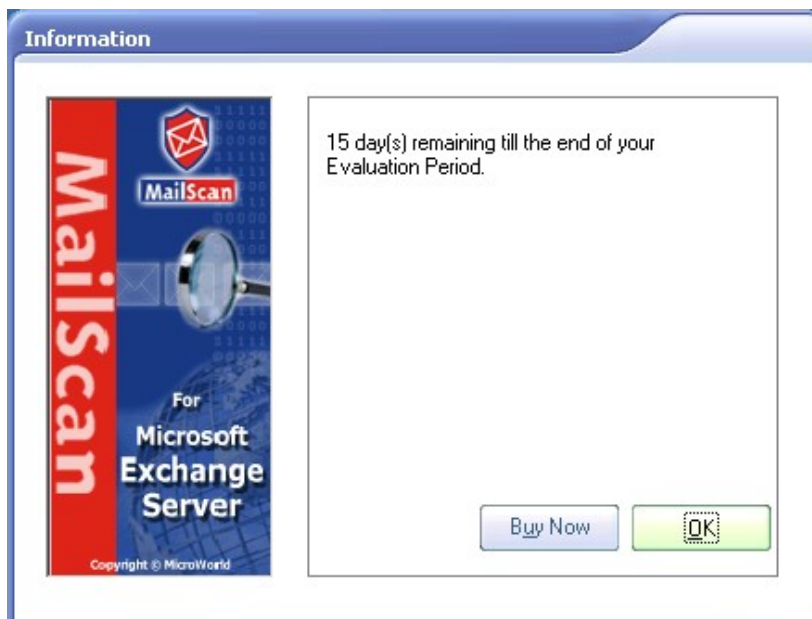 Information
MailScan
MailScan
For
Microsoft
Exchange
Server
Copyright © MicroWorld
15 day(s) remaining till the end of your
Evaluation Period.
Buy Now
OK